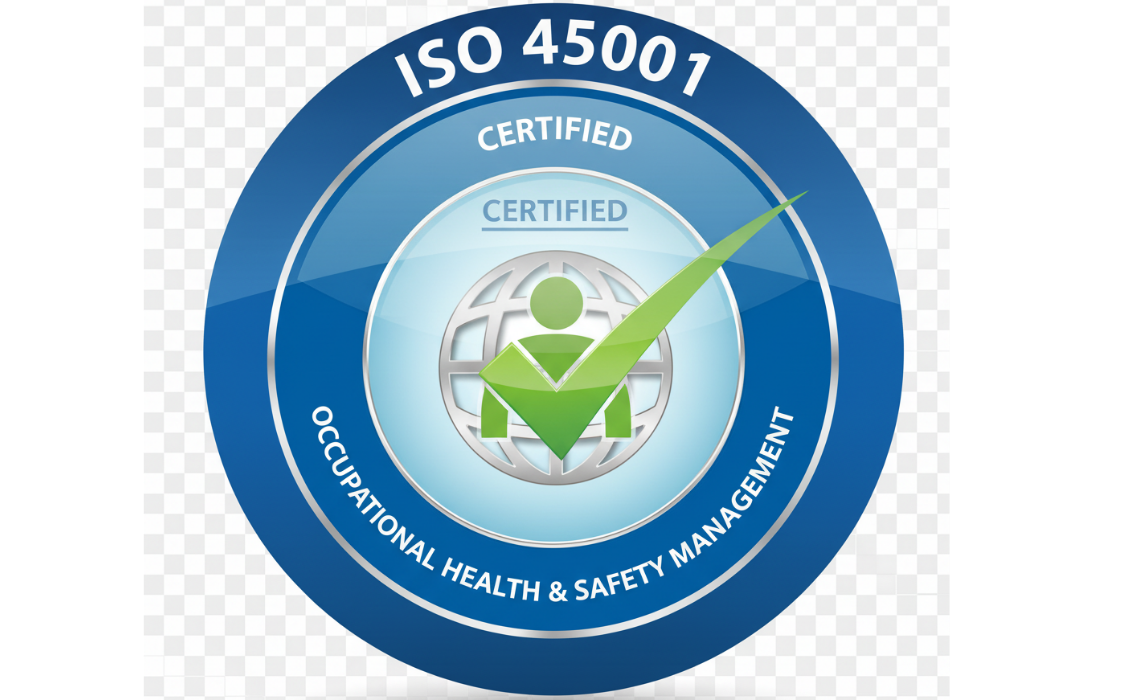 ISO 45001
CERTIFIED
CERTIFIED
OCCUPATIONAL HEALTH & SAFETY MANAGEMENT